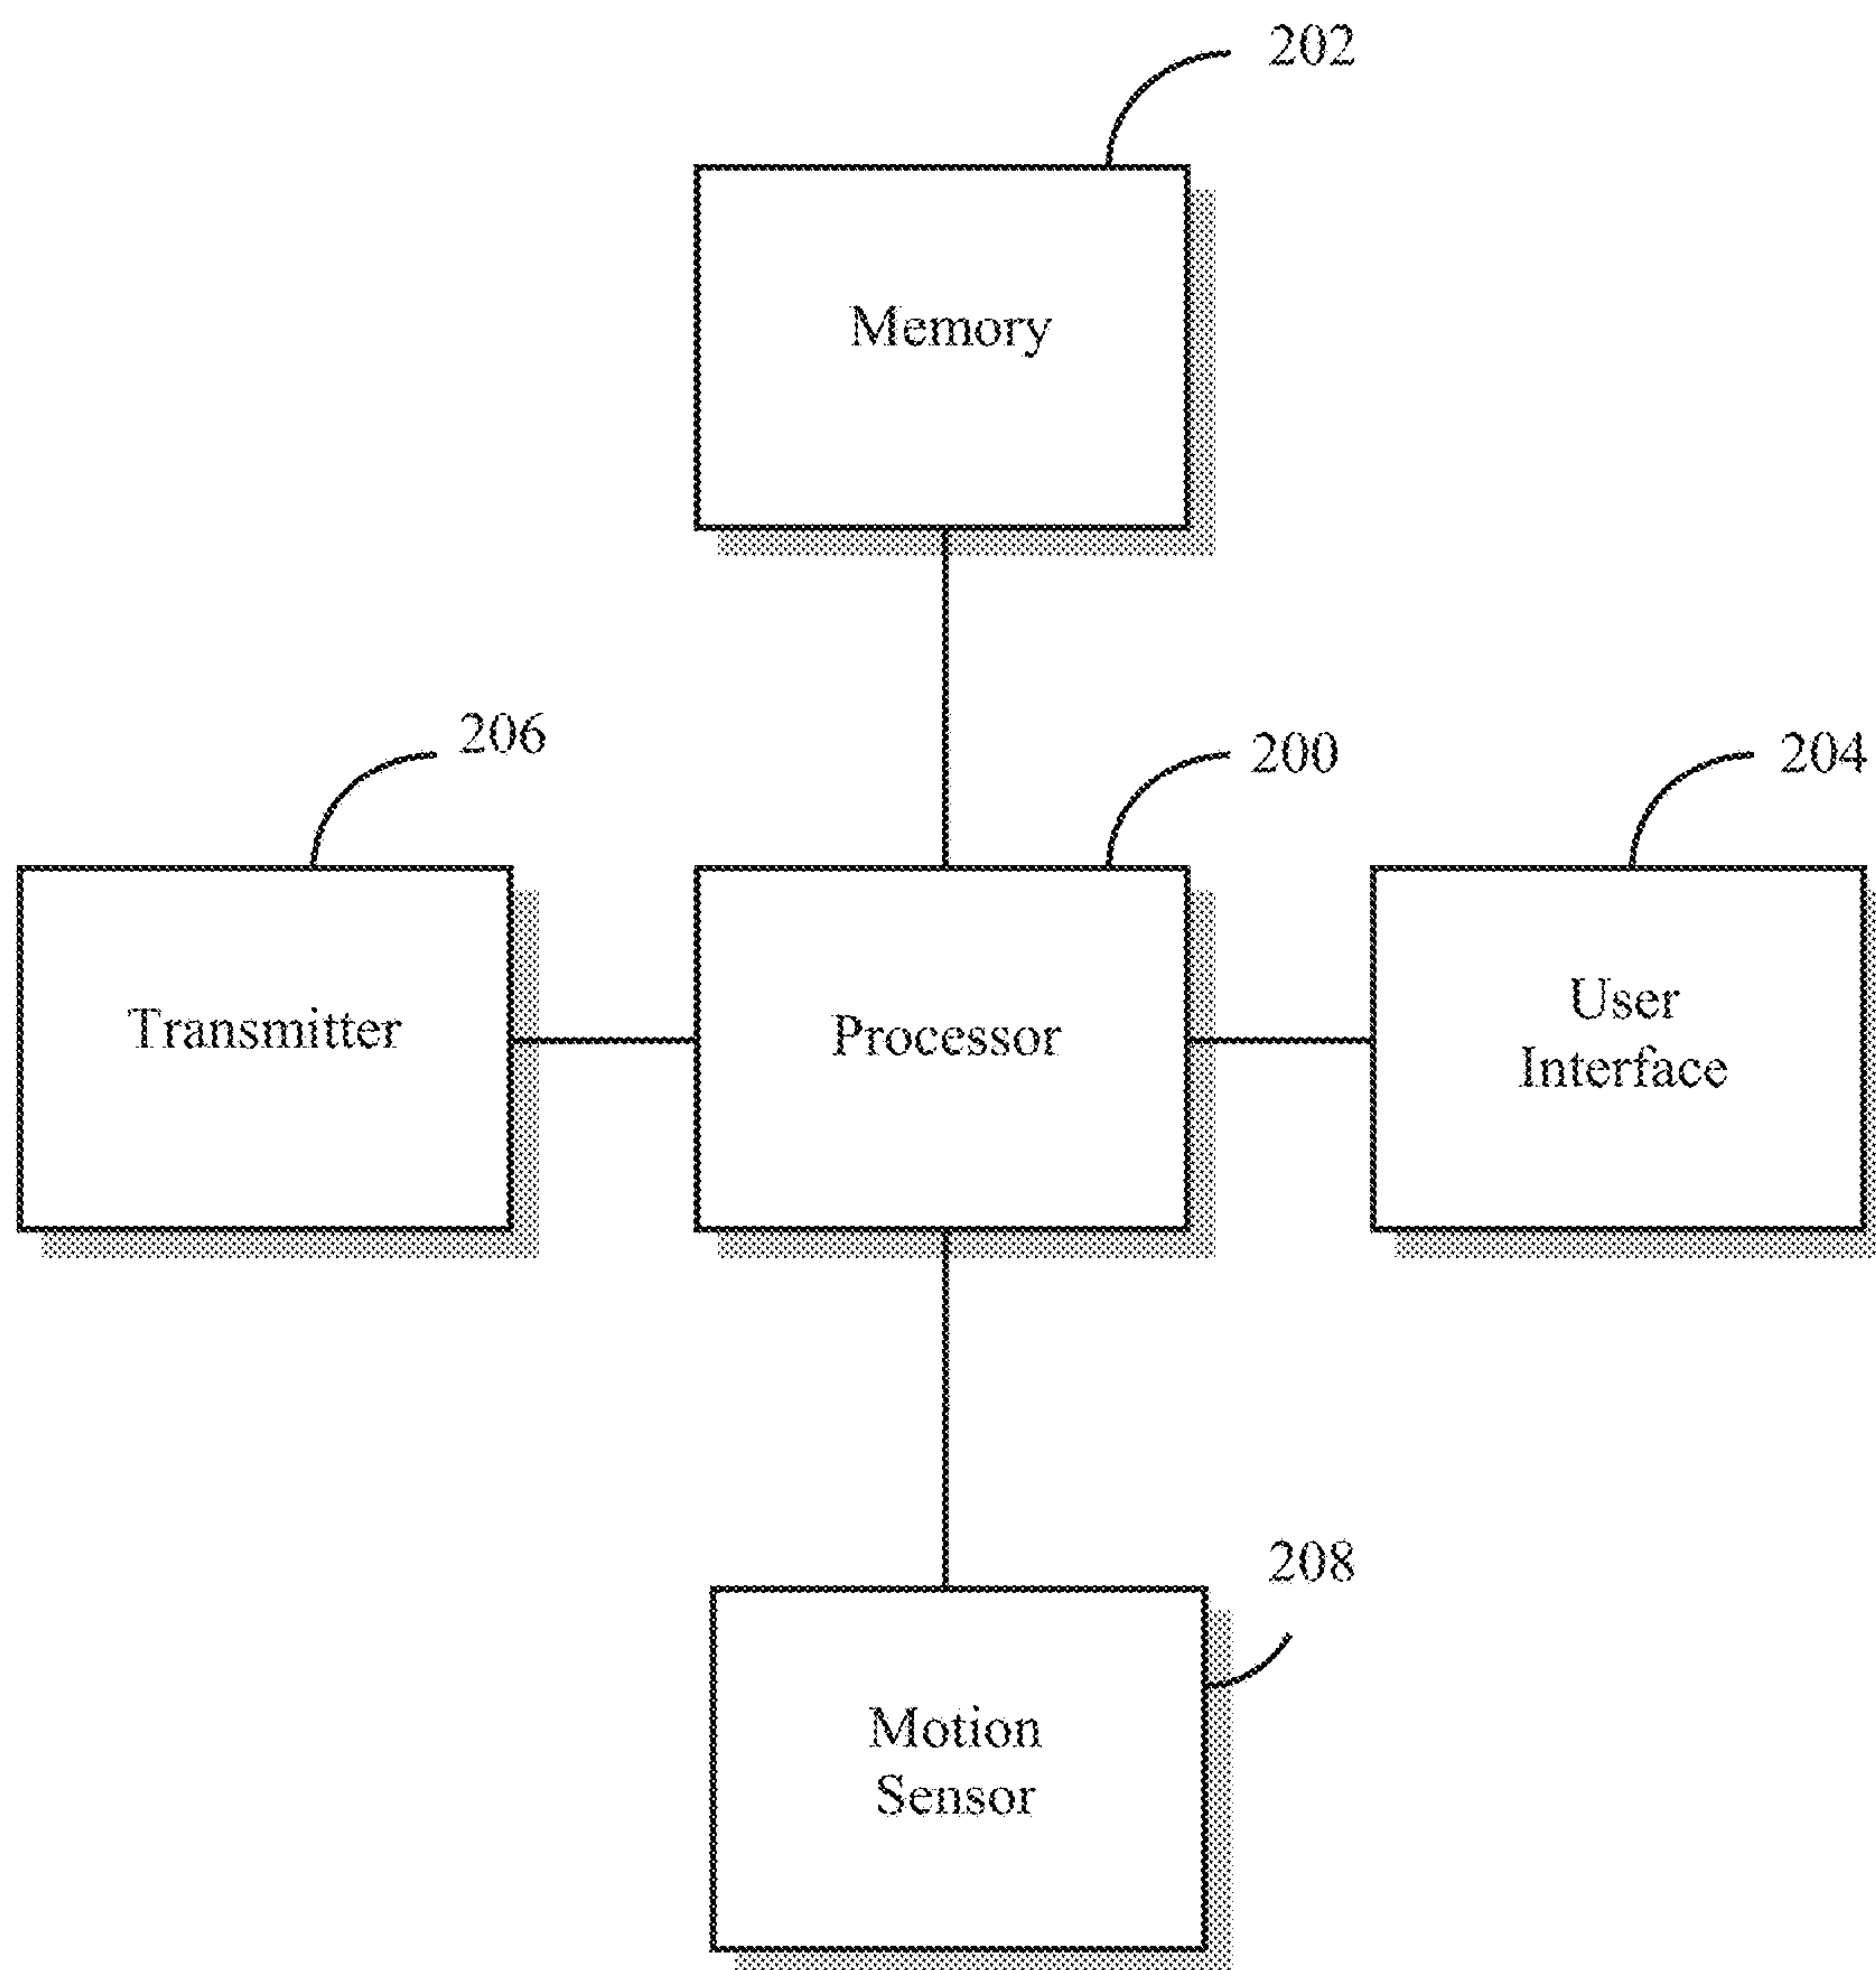 202
Memory
206
200
204
Transmitter
Processor
User
Interface
208
Motion
Sensor